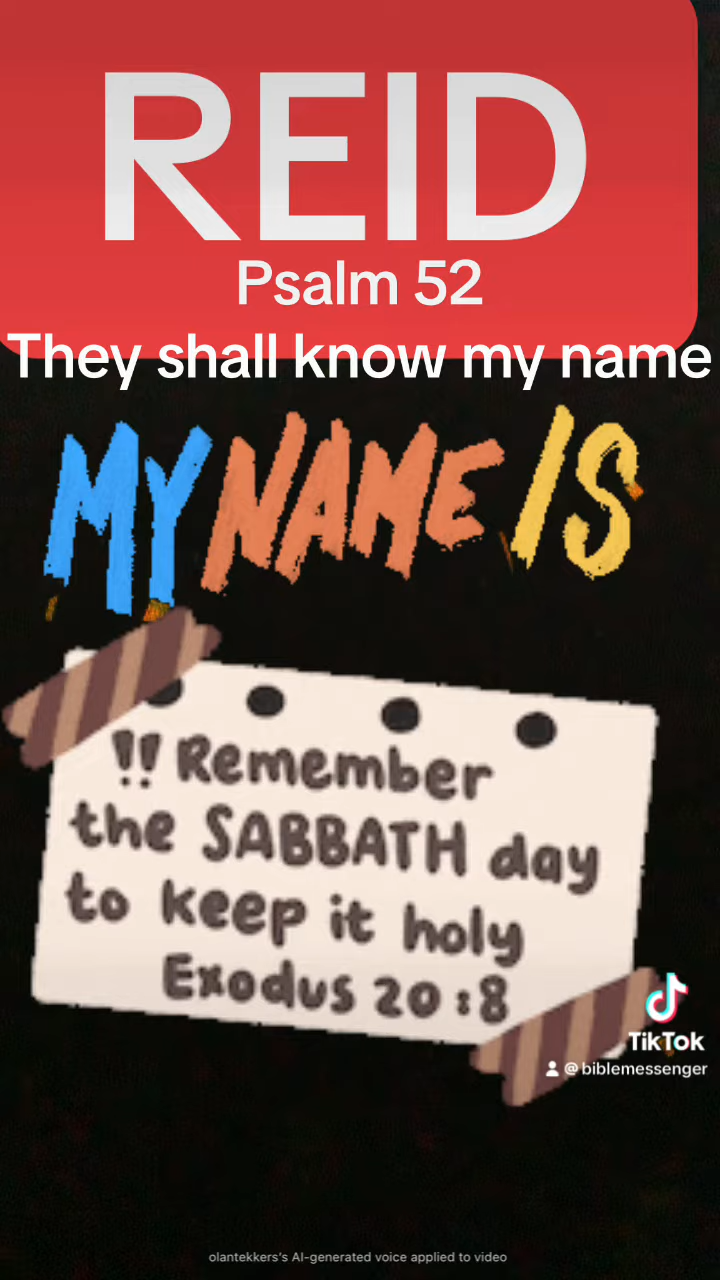 REID
Psalm 52
They shall know my name
MY NAME IS
!! Remember
the SABBATH day
to keep it holy
Exodus 20:8
TikTok
@biblemessenger
olantekkers's AI-generated voice applied to video